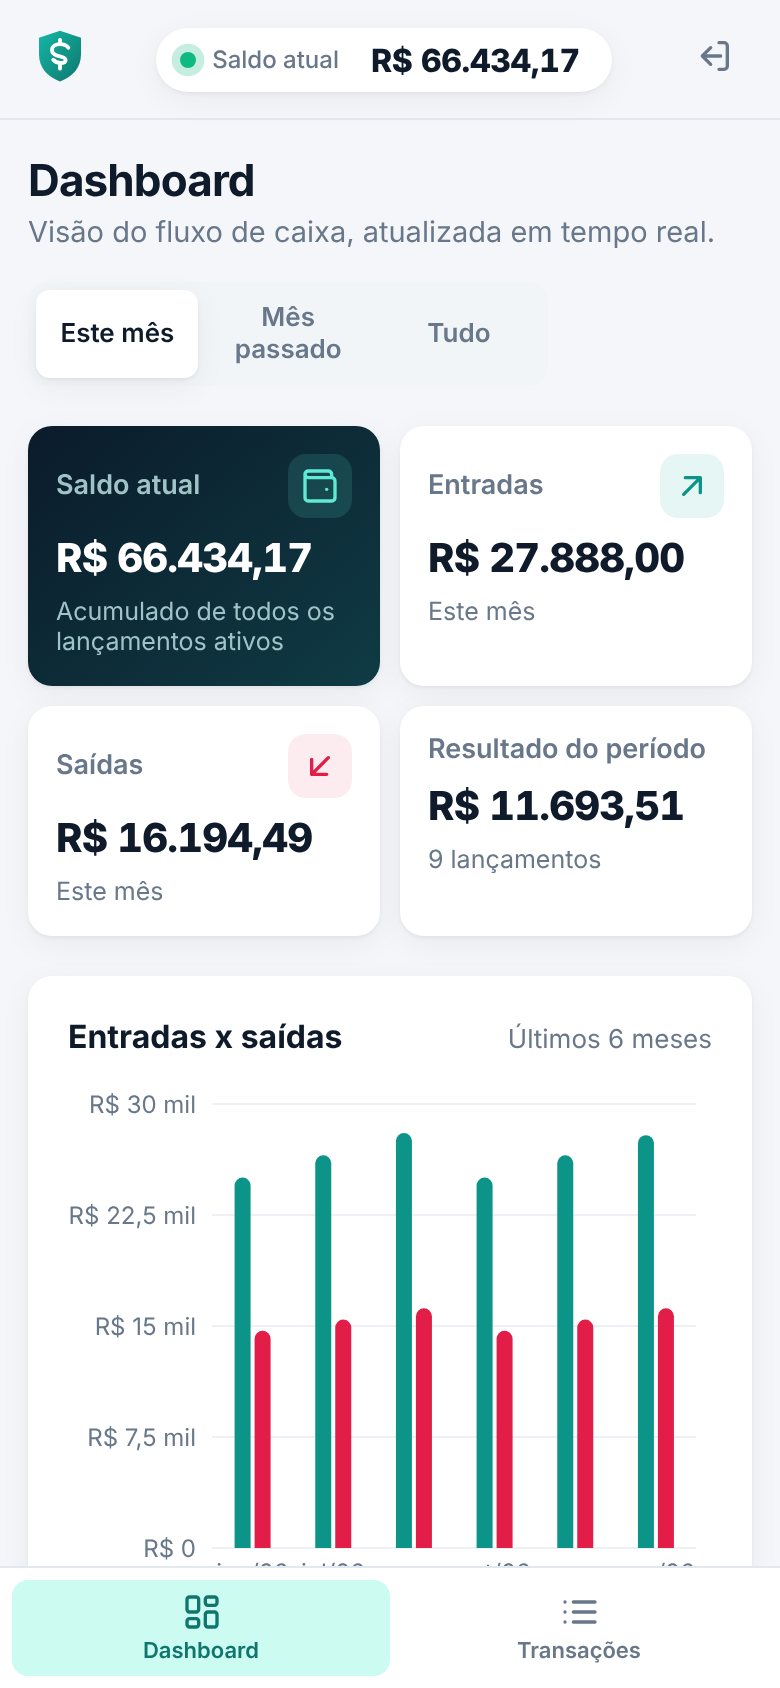 Saldo atual R$ 66.434,17
Dashboard
Visão do fluxo de caixa, atualizada em tempo real.
Este mês
Mês
passado
Tudo
Saldo atual
R$ 66.434,17
Acumulado de todos os
lançamentos ativos
Entradas
R$ 27.888,00
Este mês
Saídas
R$ 16.194,49
Este mês
Resultado do período
R$ 11.693,51
9 lançamentos
Entradas x saídas
Últimos 6 meses
R$ 30 mil
R$ 22,5 mil
R$ 15 mil
R$ 7,5 mil
R$ 0
Dashboard
Transações